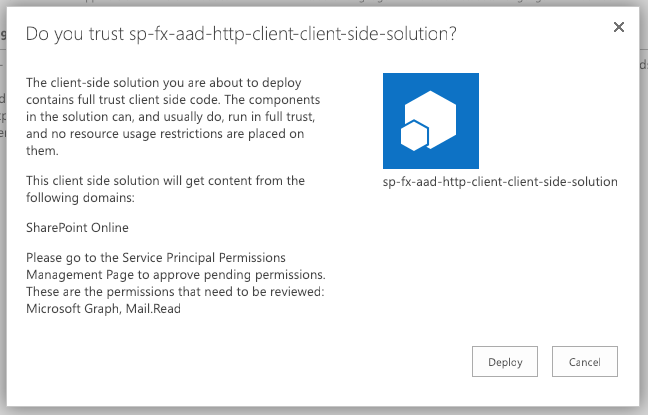 Do you trust sp-fx-aad-http-client-client-side-solution?
The client-side solution you are about to deploy
contains full trust client side code. The components
in the solution can, and usually do, run in full trust,
and no resource usage restrictions are placed on
them.
This client side solution will get content from the
following domains:
SharePoint Online
Please go to the Service Principal Permissions
Management Page to approve pending permissions.
These are the permissions that need to be reviewed:
Microsoft Graph, Mail.Read
sp-fx-aad-http-client-client-side-solution
Deploy
Cancel